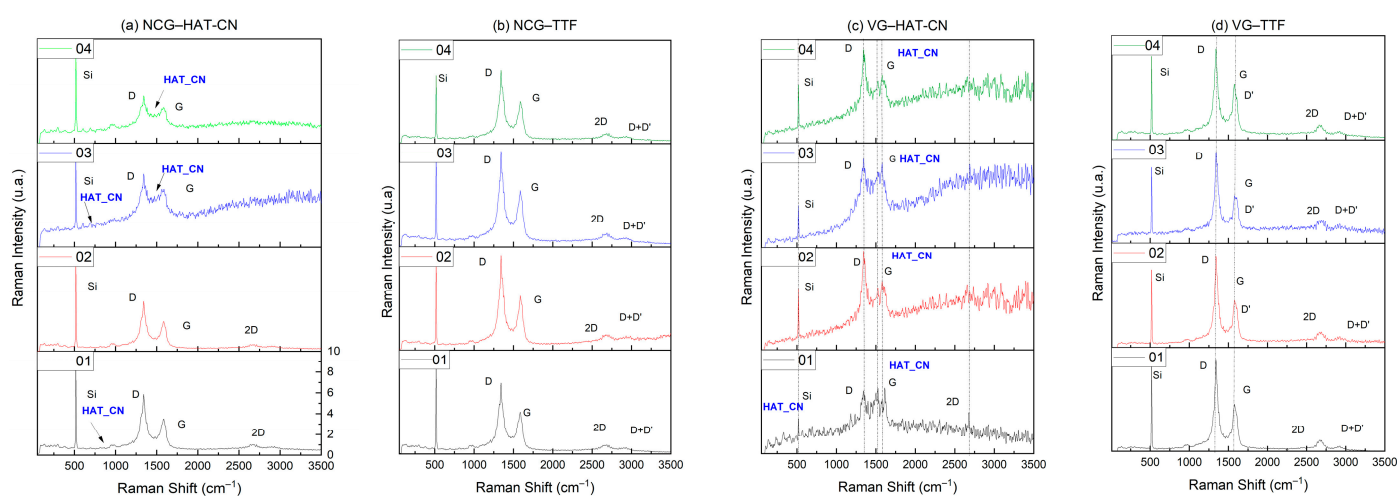 (a) NCG–HAT-CN
04
Si
HAT_CN
D
G
03
Si
HAT_CN
HAT_CN
D
G
02
Si
D
G
2D
01
Si
HAT_CN
D
G
2D
10
8
6
4
2
0
500 1000 1500 2000 2500 3000 3500
Raman Shift (cm⁻¹)
Raman Intensity (u.a.)
(b) NCG–TTF
04
Si
D
G
2D
D+D'
03
Si
D
G
2D
D+D'
02
Si
D
G
2D
D+D'
01
Si
D
G
2D
D+D'
500 1000 1500 2000 2500 3000 3500
Raman Shift (cm⁻¹)
Raman Intensity (u.a)
(c) VG–HAT-CN
04
Si
D
HAT_CN
G
03
Si
D
G
HAT_CN
02
Si
D
HAT_CN
G
01
HAT_CN
Si
D
HAT_CN
G
2D
500 1000 1500 2000 2500 3000 3500
Raman Shift (cm⁻¹)
Raman Intensity (u.a.)
(d) VG–TTF
04
Si
D
G
D'
2D
D+D'
03
Si
D
G
D'
2D
D+D'
02
Si
D
G
D'
2D
D+D'
01
Si
D
G
2D
D+D'
500 1000 1500 2000 2500 3000 3500
Raman Shift (cm⁻¹)
Raman Intensity (u.a.)